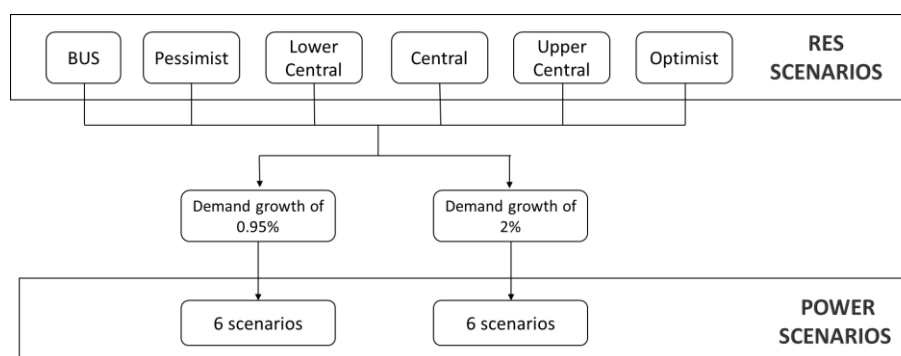 BUS
Pessimist
Lower
Central
Central
Upper
Central
Optimist
RES
SCENARIOS
Demand growth of
0.95%
Demand growth of
2%
6 scenarios
6 scenarios
POWER
SCENARIOS